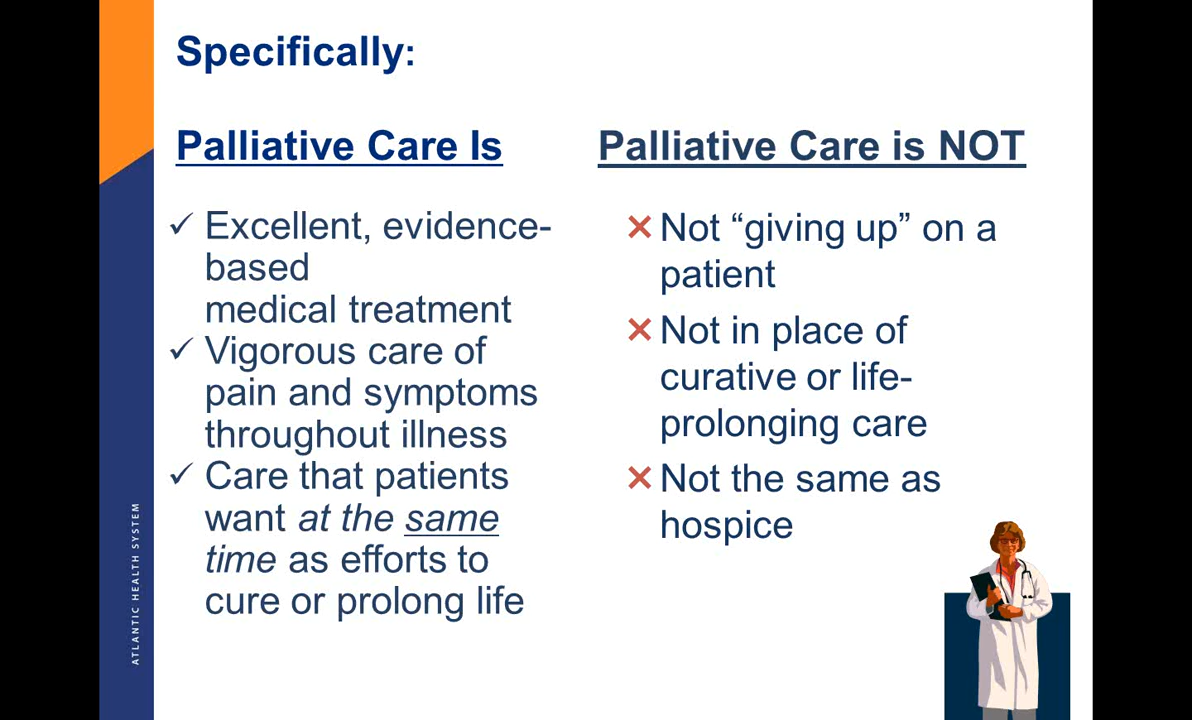 Specifically:
Palliative Care Is
Excellent, evidence-
based
medical treatment
Vigorous care of
pain and symptoms
throughout illness
Care that patients
want at the same
time as efforts to
cure or prolong life
Palliative Care is NOT
Not “giving up” on a
patient
Not in place of
curative or life-
prolonging care
Not the same as
hospice
ATLANTIC HEALTH SYSTEM